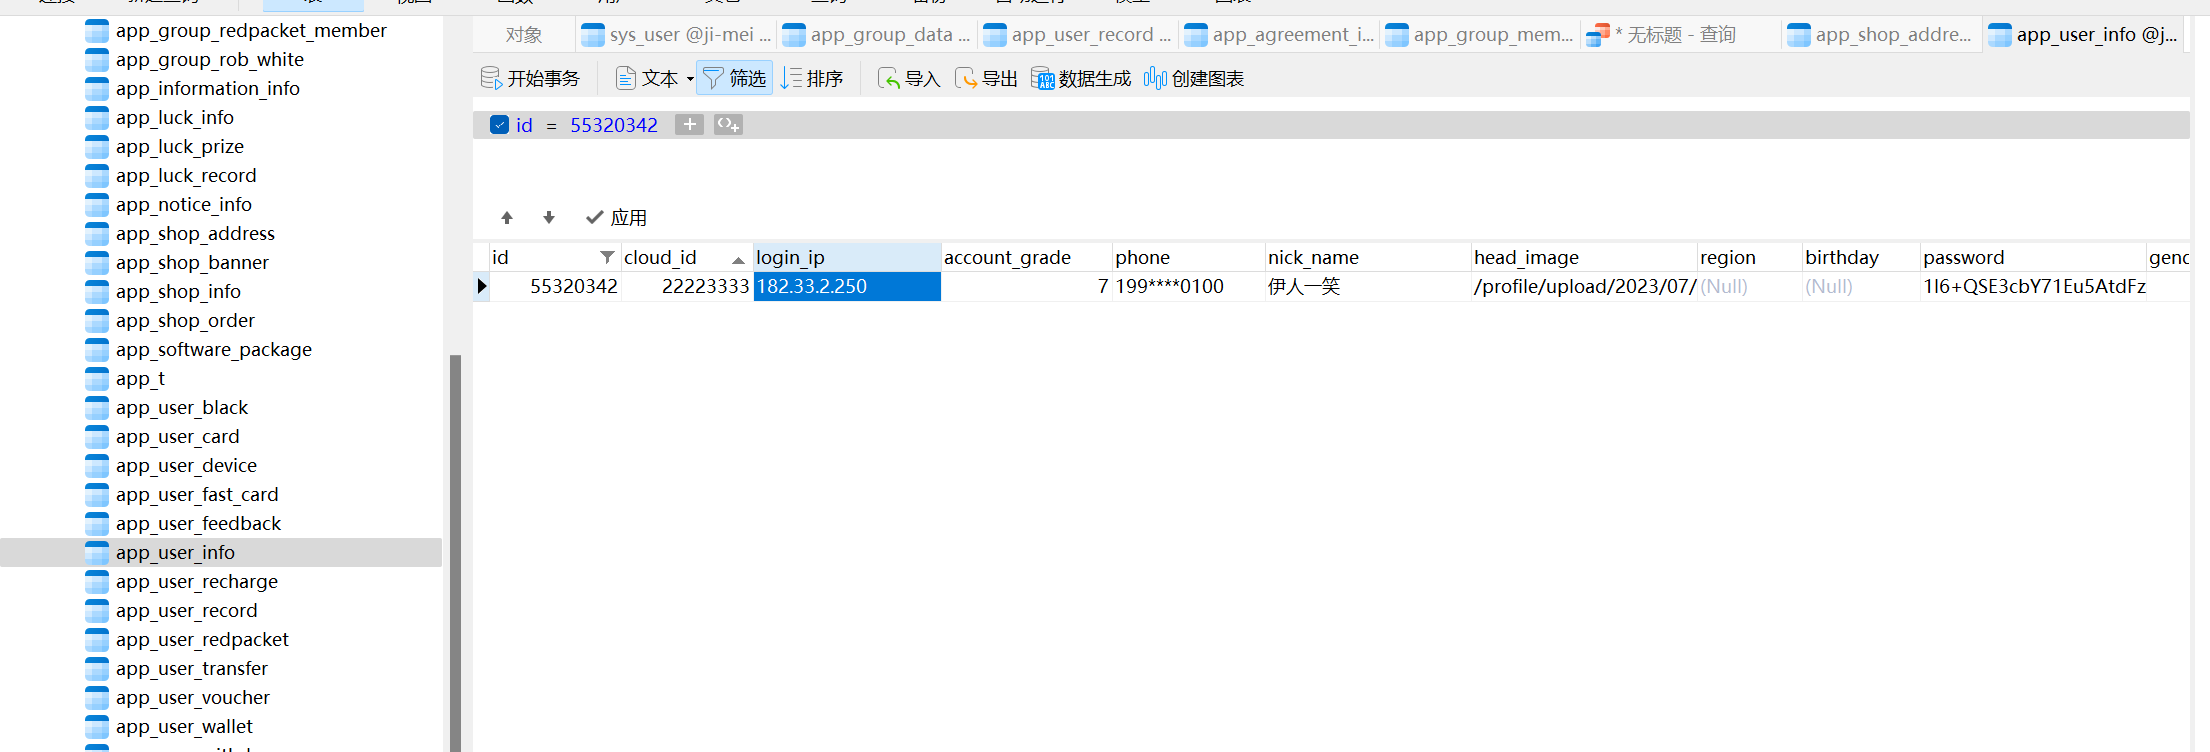 app_group_redpacket_member
app_group_rob_white
app_information_info
app_luck_info
app_luck_prize
app_luck_record
app_notice_info
app_shop_address
app_shop_banner
app_shop_info
app_shop_order
app_software_package
app_t
app_user_black
app_user_card
app_user_device
app_user_fast_card
app_user_feedback
app_user_info
app_user_recharge
app_user_record
app_user_redpacket
app_user_transfer
app_user_voucher
app_user_wallet
对象 sys_user @ji-mei ... app_group_data ... app_user_record ... app_agreement_i... app_group_mem... * 无标题 - 查询 app_shop_addre... app_user_info @j...
开始事务 文本 筛选 排序 导入 导出 数据生成 创建图表
id = 55320342
应用
id cloud_id login_ip account_grade phone nick_name head_image region birthday password gend
55320342 22223333 182.33.2.250 7 199****0100 伊人一笑 /profile/upload/2023/07/ (Null) (Null) 1I6+QSE3cbY71Eu5AtdFz